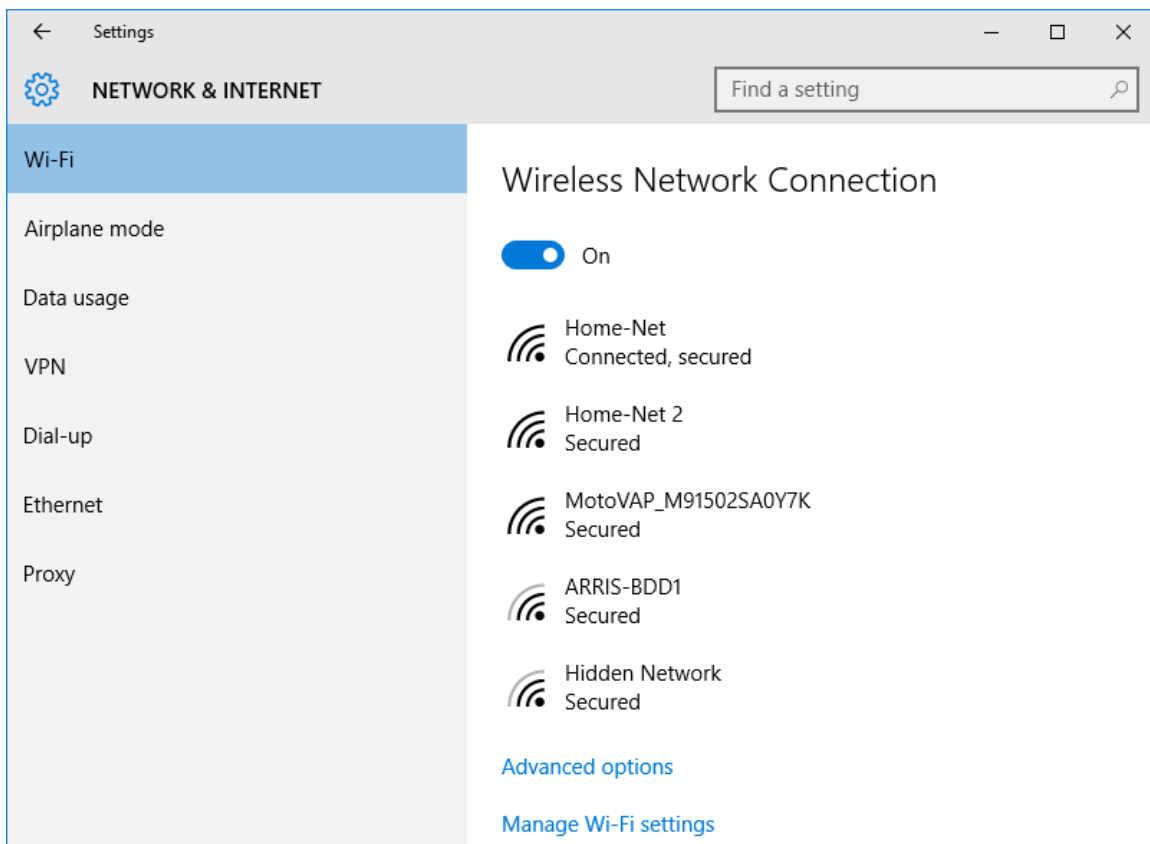 Settings
NETWORK & INTERNET
Find a setting
Wi-Fi
Airplane mode
Data usage
VPN
Dial-up
Ethernet
Proxy
Wireless Network Connection
On
Home-Net
Connected, secured
Home-Net 2
Secured
MotoVAP_M91502SA0Y7K
Secured
ARRIS-BDD1
Secured
Hidden Network
Secured
Advanced options
Manage Wi-Fi settings